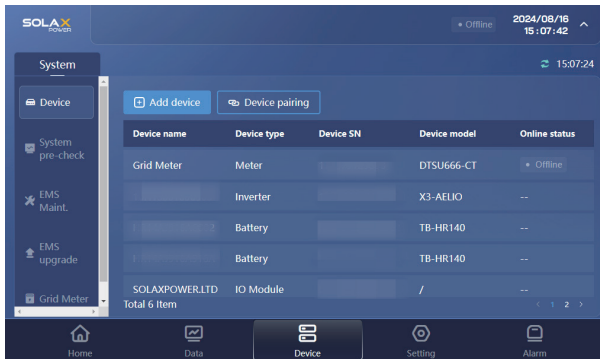 SOLAX
POWER
Offline
2024/08/16
15:07:42
System
15:07:24
Device
System
pre-check
EMS
Maint.
EMS
upgrade
Grid Meter
Add device
Device pairing
Device name Device type Device SN Device model Online status
Grid Meter Meter DTSU666-CT Offline
Inverter X3-AELIO --
Battery TB-HR140 --
Battery TB-HR140 --
SOLAXPOWER.LTD IO Module / --
Total 6 Item
< 1 2 >
Home Data Device Setting Alarm